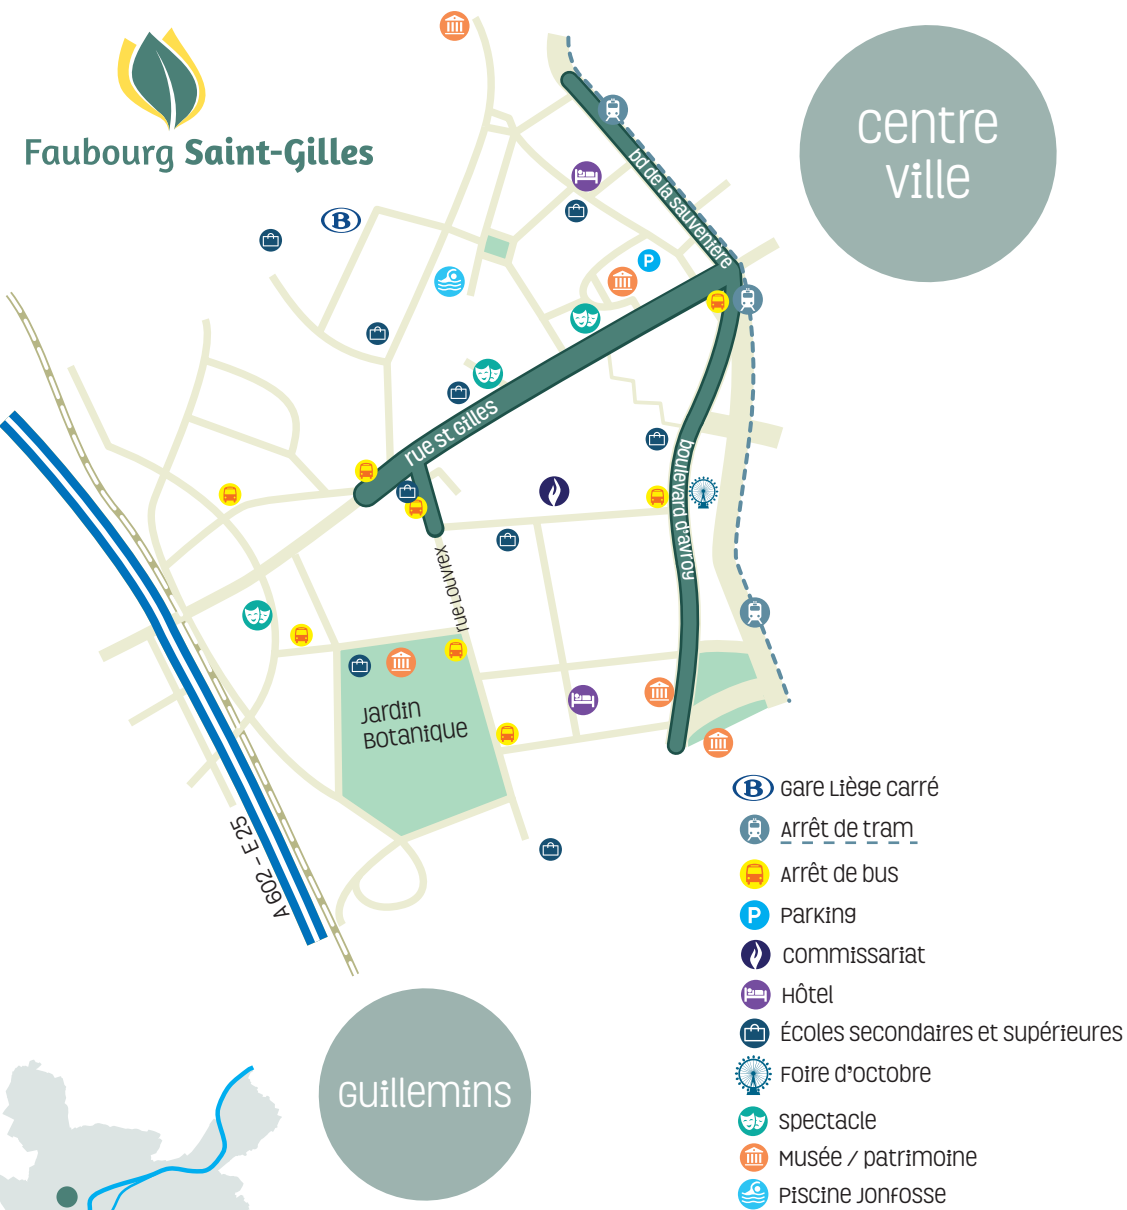 Faubourg Saint-Gilles
centre
ville
bd de la sauvenière
B
P
rue st Gilles
boulevard d'avroy
rue Louvrex
Jardin
Botanique
A 602 - E 25
Guillemins
B Gare Liège carré
Arrêt de tram
Arrêt de bus
P Parking
commissariat
Hôtel
Écoles secondaires et supérieures
Foire d'octobre
spectacle
Musée / patrimoine
Piscine Jonfosse